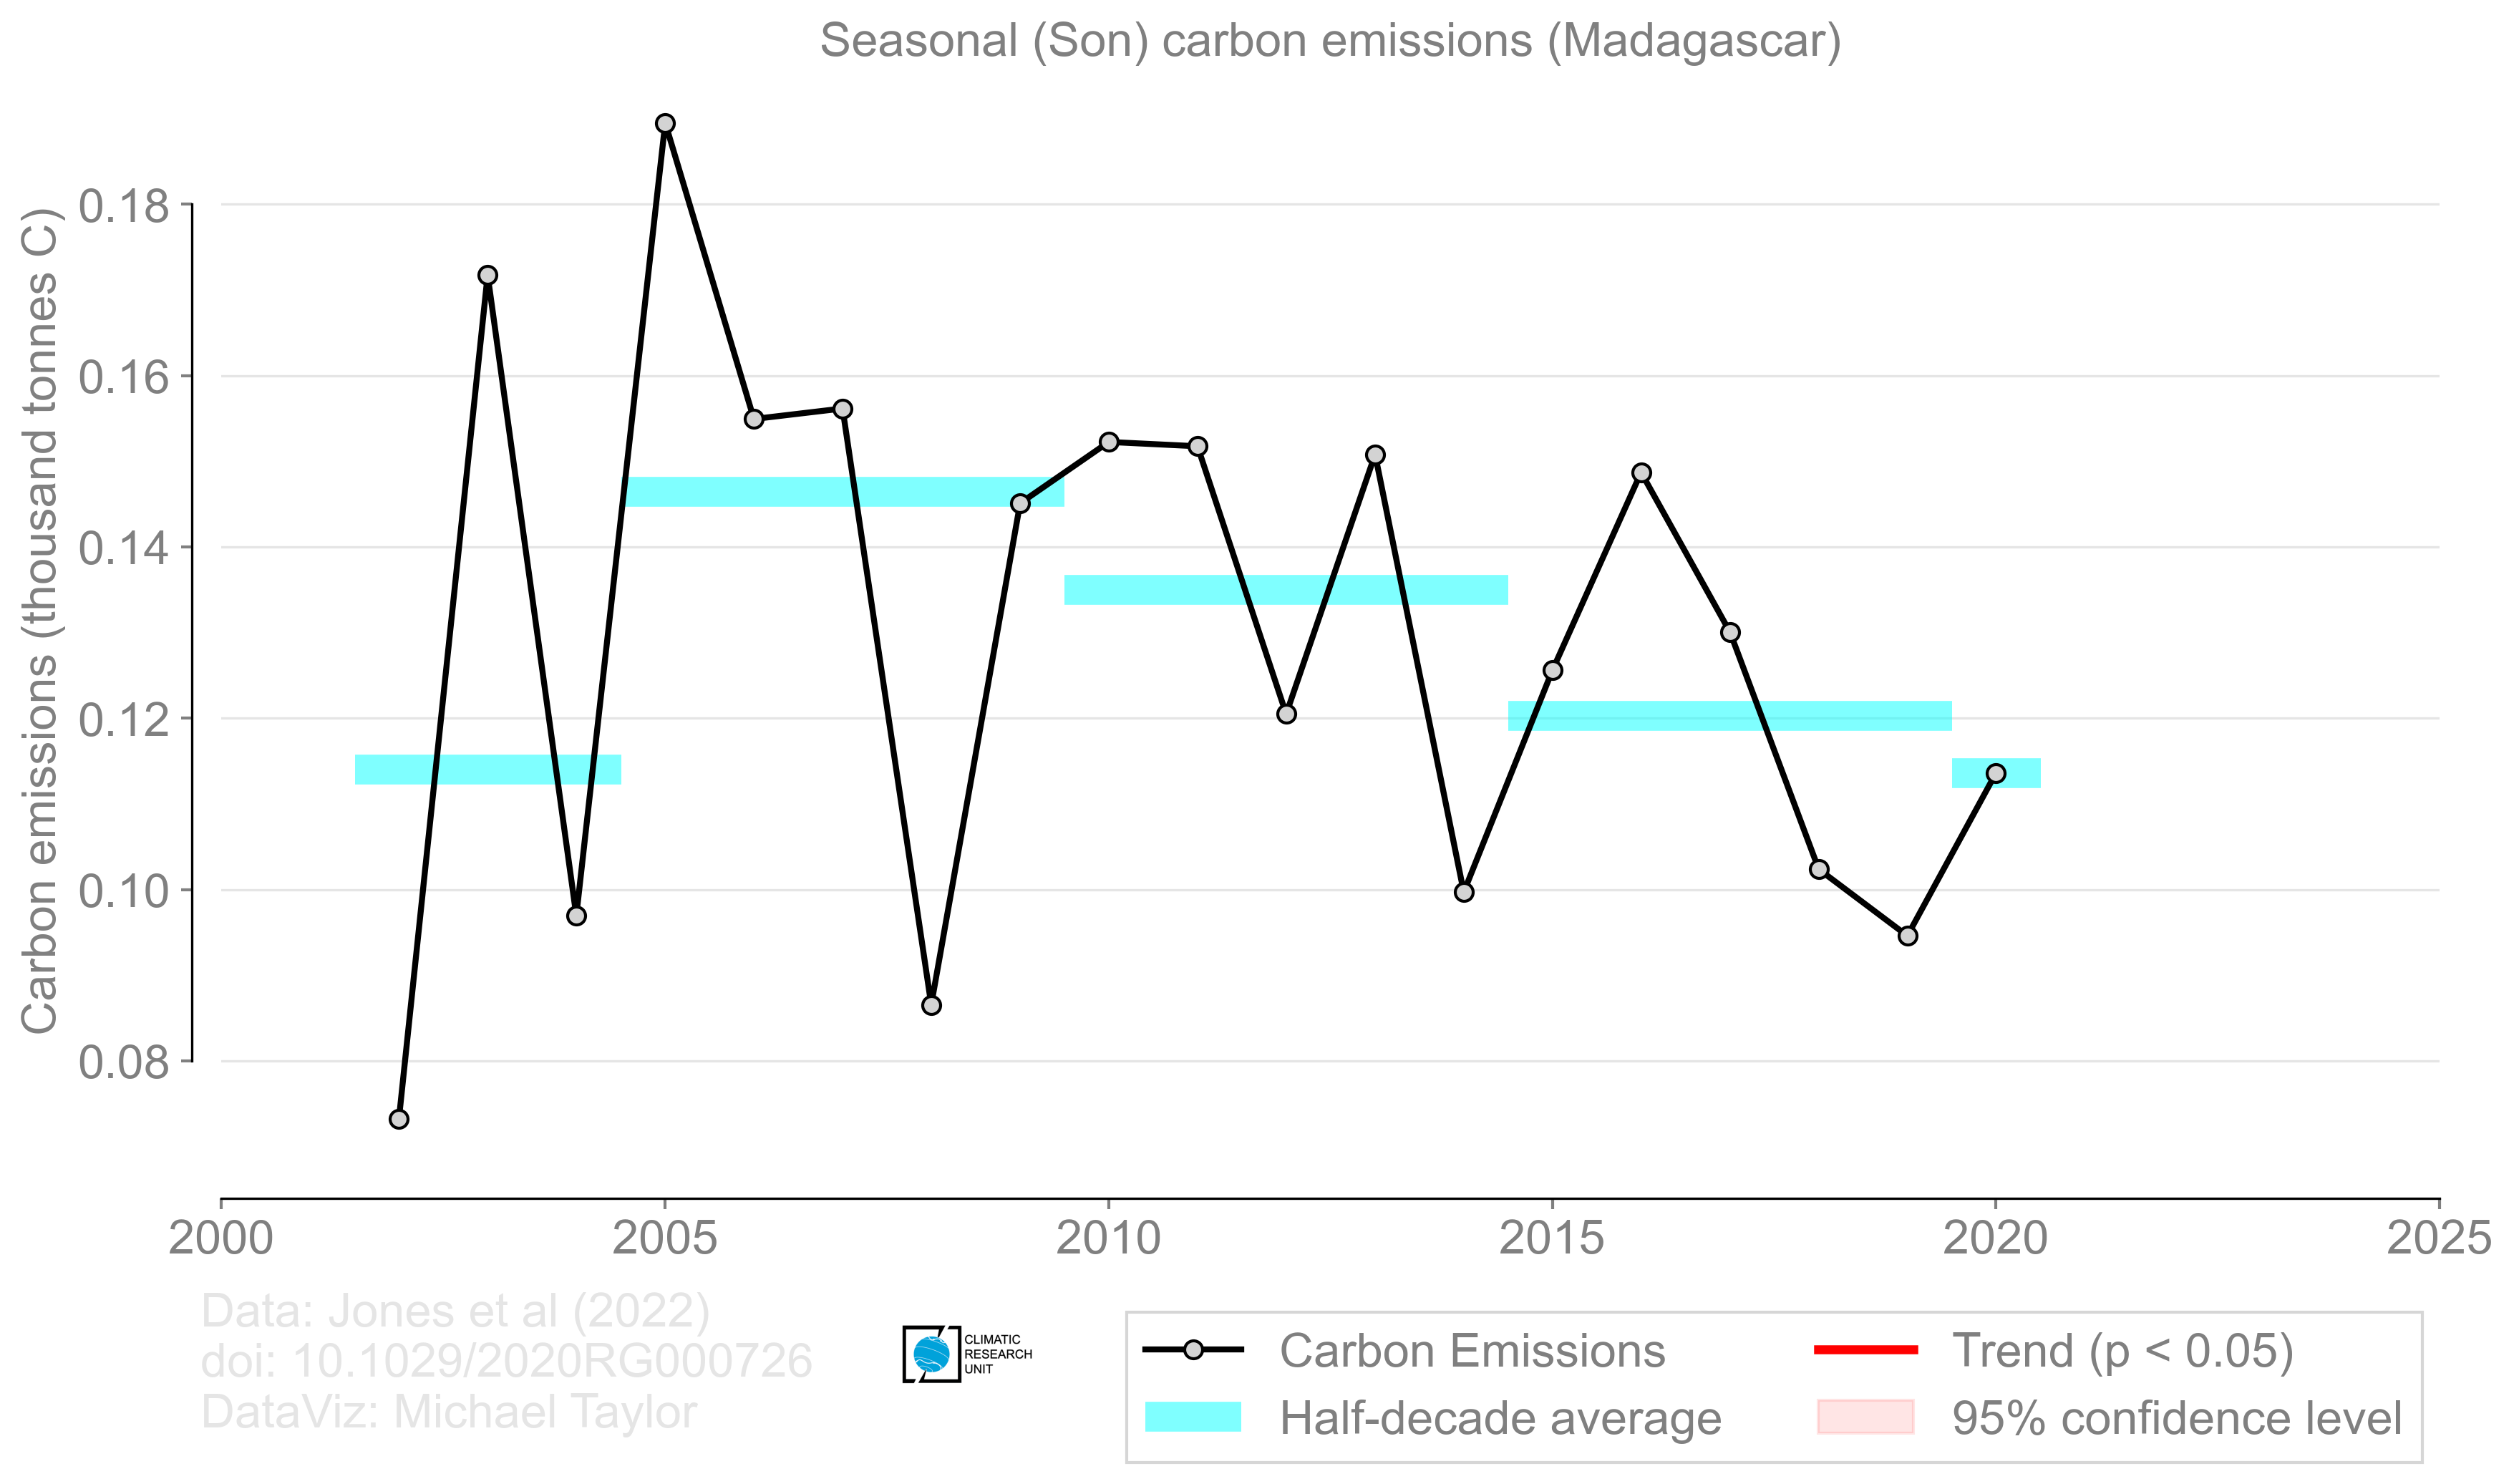 Seasonal (Son) carbon emissions (Madagascar)
Carbon emissions (thousand tonnes C)
0.18
0.16
0.14
0.12
0.10
0.08
2000 2005 2010 2015 2020 2025
Data: Jones et al (2022)
doi: 10.1029/2020RG000726
DataViz: Michael Taylor
CLIMATIC
RESEARCH
UNIT
Carbon Emissions
Half-decade average
Trend (p < 0.05)
95% confidence level